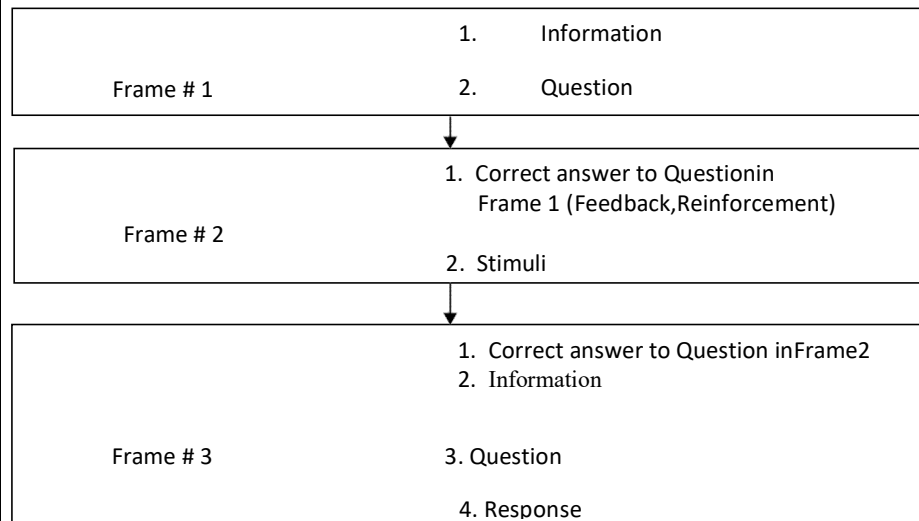 1. Information
Frame # 1
2. Question
1. Correct answer to Questionin
Frame 1 (Feedback,Reinforcement)
Frame # 2
2. Stimuli
1. Correct answer to Question inFrame2
2. Information
Frame # 3
3. Question
4. Response